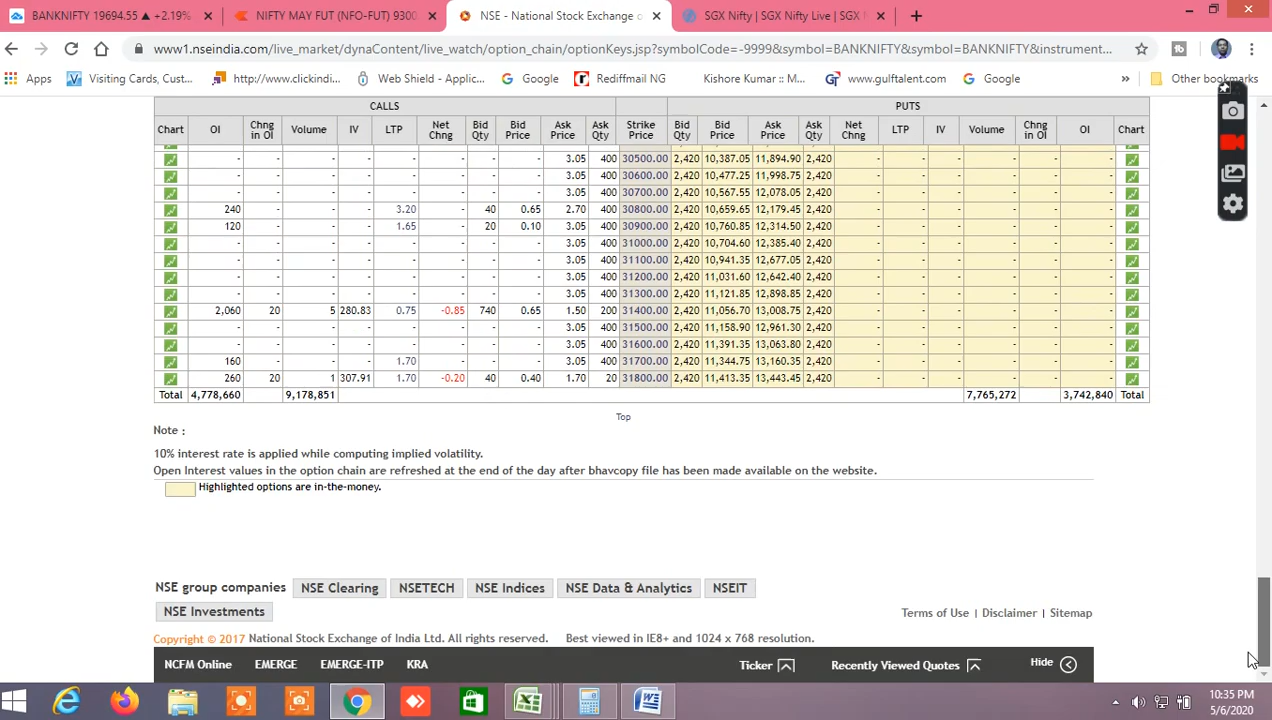 BANKNIFTY 19694.55 ▲ +2.19% × NIFTY MAY FUT (NFO-FUT) 9300 × NSE - National Stock Exchange o × SGX Nifty | SGX Nifty Live | SGX N × +
www1.nseindia.com/live_market/dynaContent/live_watch/option_chain/optionKeys.jsp?symbolCode=-9999&symbol=BANKNIFTY&symbol=BANKNIFTY&instrument...
Apps Visiting Cards, Cust... http://www.clickindi... Web Shield - Applic... Google Rediffmail NG Kishore Kumar :: M... www.gulftalent.com Google » Other bookmarks
CALLS PUTS
Chart OI Chng in OI Volume IV LTP Net Chng Bid Qty Bid Price Ask Price Ask Qty Strike Price Bid Qty Bid Price Ask Price Ask Qty Net Chng LTP IV Volume Chng in OI OI Chart
- - - - - - - - 3.05 400 30500.00 2,420 10,387.05 11,894.90 2,420 - - - - - -
- - - - - - - - 3.05 400 30600.00 2,420 10,477.25 11,998.75 2,420 - - - - - -
- - - - - - - - 3.05 400 30700.00 2,420 10,567.55 12,078.05 2,420 - - - - - -
240 - - - 3.20 - 40 0.65 2.70 400 30800.00 2,420 10,659.65 12,179.45 2,420 - - - - - -
120 - - - 1.65 - 20 0.10 3.05 400 30900.00 2,420 10,760.85 12,314.50 2,420 - - - - - -
- - - - - - - - 3.05 400 31000.00 2,420 10,704.60 12,385.40 2,420 - - - - - -
- - - - - - - - 3.05 400 31100.00 2,420 10,941.35 12,677.05 2,420 - - - - - -
- - - - - - - - 3.05 400 31200.00 2,420 11,031.60 12,642.40 2,420 - - - - - -
- - - - - - - - 3.05 400 31300.00 2,420 11,121.85 12,898.85 2,420 - - - - - -
2,060 20 5 280.83 0.75 -0.85 740 0.65 1.50 200 31400.00 2,420 11,056.70 13,008.75 2,420 - - - - - -
- - - - - - - - 3.05 400 31500.00 2,420 11,158.90 12,961.30 2,420 - - - - - -
- - - - - - - - 3.05 400 31600.00 2,420 11,391.35 13,063.80 2,420 - - - - - -
160 - - - 1.70 - - - 3.05 400 31700.00 2,420 11,344.75 13,160.35 2,420 - - - - - -
260 20 1 307.91 1.70 -0.20 40 0.40 1.70 20 31800.00 2,420 11,413.35 13,443.45 2,420 - - - - - -
Total 4,778,660 9,178,851 7,765,272 3,742,840 Total
Top
Note :
10% interest rate is applied while computing implied volatility.
Open Interest values in the option chain are refreshed at the end of the day after bhavcopy file has been made available on the website.
Highlighted options are in-the-money.
NSE group companies NSE Clearing NSETECH NSE Indices NSE Data & Analytics NSEIT
NSE Investments
Terms of Use | Disclaimer | Sitemap
Copyright © 2017 National Stock Exchange of India Ltd. All rights reserved. Best viewed in IE8+ and 1024 x 768 resolution.
NCFM Online EMERGE EMERGE-ITP KRA Ticker Recently Viewed Quotes Hide
10:35 PM
5/6/2020